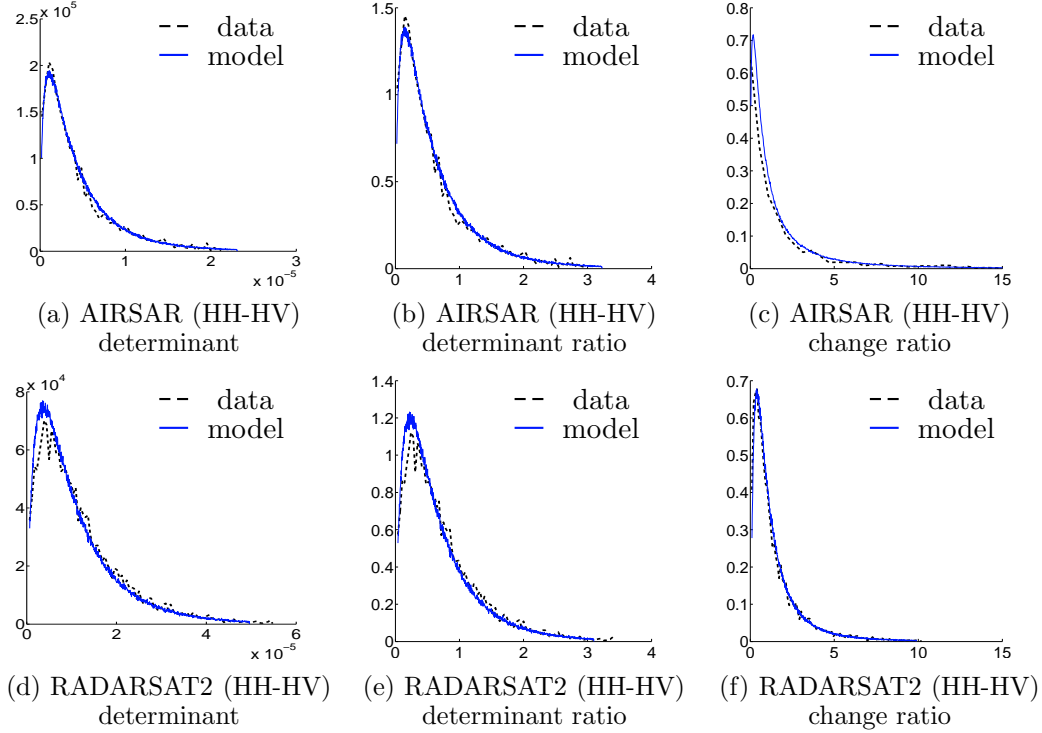 x 10⁵
2.5
2
1.5
1
0.5
0
0 1 2 3
x 10⁻⁵
data
model
(a) AIRSAR (HH-HV)
determinant
1.5
1
0.5
0
0 1 2 3 4
data
model
(b) AIRSAR (HH-HV)
determinant ratio
0.8
0.7
0.6
0.5
0.4
0.3
0.2
0.1
0
0 5 10 15
data
model
(c) AIRSAR (HH-HV)
change ratio
x 10⁴
8
6
4
2
0
0 2 4 6
x 10⁻⁵
data
model
(d) RADARSAT2 (HH-HV)
determinant
1.4
1.2
1
0.8
0.6
0.4
0.2
0
0 1 2 3 4
data
model
(e) RADARSAT2 (HH-HV)
determinant ratio
0.7
0.6
0.5
0.4
0.3
0.2
0.1
0
0 5 10 15
data
model
(f) RADARSAT2 (HH-HV)
change ratio